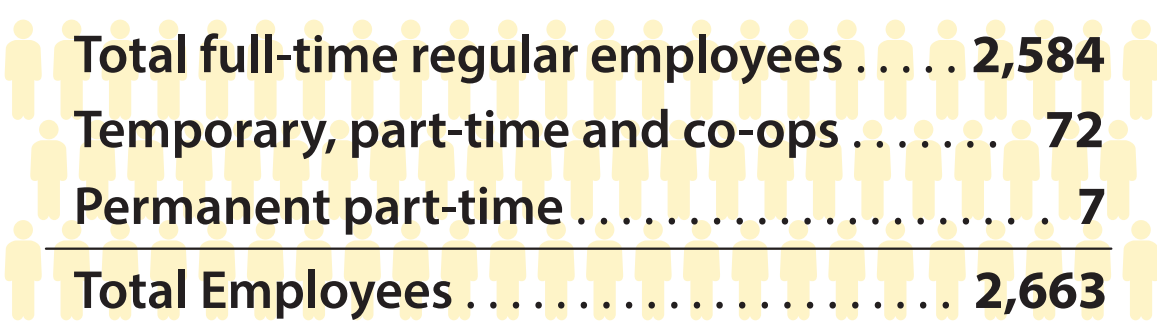 Total full-time regular employees ..... 2,584
Temporary, part-time and co-ops ....... 72
Permanent part-time ...................... 7
Total Employees ....................... 2,663